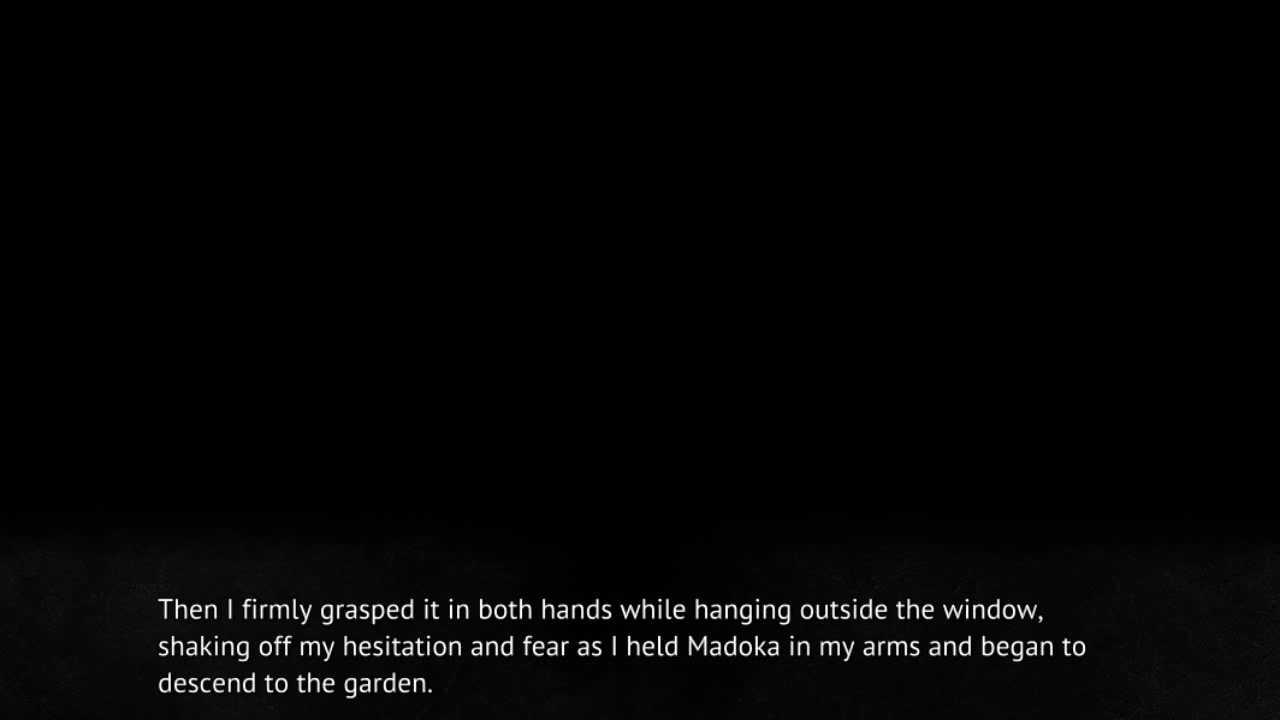 Then I firmly grasped it in both hands while hanging outside the window,
shaking off my hesitation and fear as I held Madoka in my arms and began to
descend to the garden.